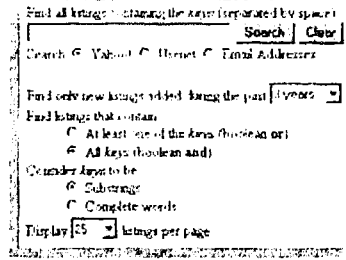 Find all listings containing the keys (separated by space)
Search Clear
Search Yahoo! Usenet Email Addresses
Find only new listings added during the past 3 years
Find listings that contain
At least one of the keys (boolean or)
All keys (boolean and)
Consider keys to be
Substrings
Complete words
Display 25 listings per page